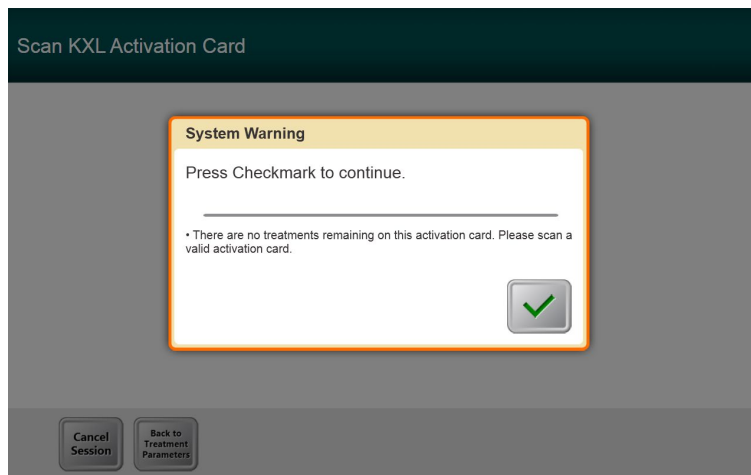 Scan KXL Activation Card
System Warning
Press Checkmark to continue.
• There are no treatments remaining on this activation card. Please scan a
valid activation card.
Cancel
Session
Back to
Treatment
Parameters